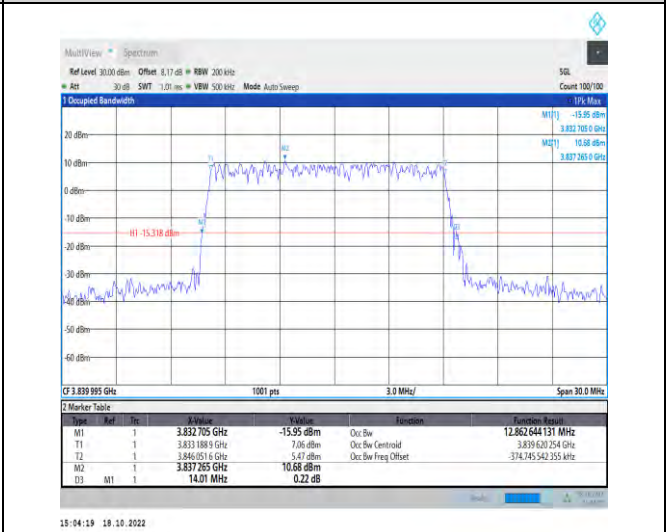 MultiView Spectrum
Ref Level 30.00 dBm Offset 8.17 dB RBW 200 kHz SGL
Att 30 dB SWT 1.01 ms VBW 500 kHz Mode Auto Sweep Count 100/100
1 Occupied Bandwidth 1Pk Max
M1[1] -15.95 dBm
3.832 705 0 GHz
20 dBm
M2[1] 10.68 dBm
3.837 265 0 GHz
M2
T1
10 dBm
0 dBm
-10 dBm
M1
D3
H1 -15.318 dBm
-20 dBm
-30 dBm
-40 dBm
-50 dBm
-60 dBm
CF 3.839 995 GHz 1001 pts 3.0 MHz/ Span 30.0 MHz
2 Marker Table
Type Ref Trc X-Value Y-Value Function Function Result
M1 1 3.832 705 GHz -15.95 dBm Occ Bw 12.862 644 131 MHz
T1 1 3.833 188 9 GHz 7.06 dBm Occ Bw Centroid 3.839 620 254 GHz
T2 1 3.846 051 6 GHz 5.47 dBm Occ Bw Freq Offset -374.745 542 355 kHz
M2 1 3.837 265 GHz 10.68 dBm
D3 M1 1 14.01 MHz 0.22 dB
15:04:19 18.10.2022